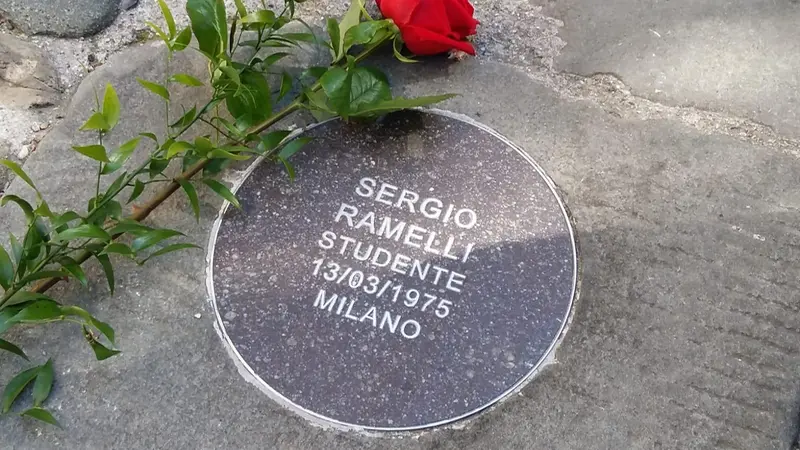 SERGIO
RAMELLI
STUDENTE
13/03/1975
MILANO